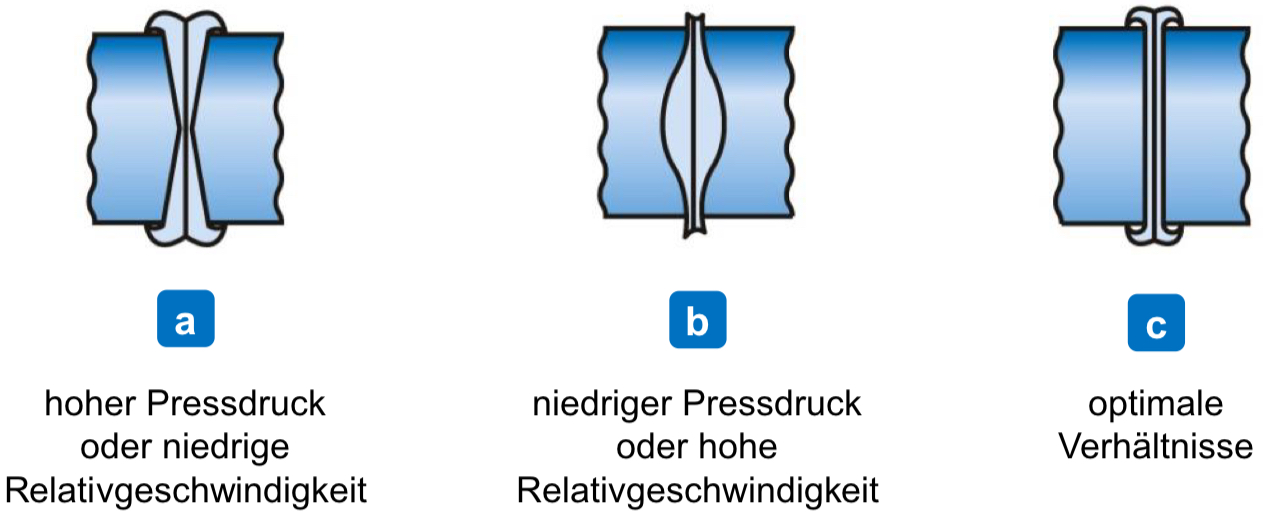 a
hoher Pressdruck
oder niedrige
Relativgeschwindigkeit
b
niedriger Pressdruck
oder hohe
Relativgeschwindigkeit
c
optimale
Verhältnisse